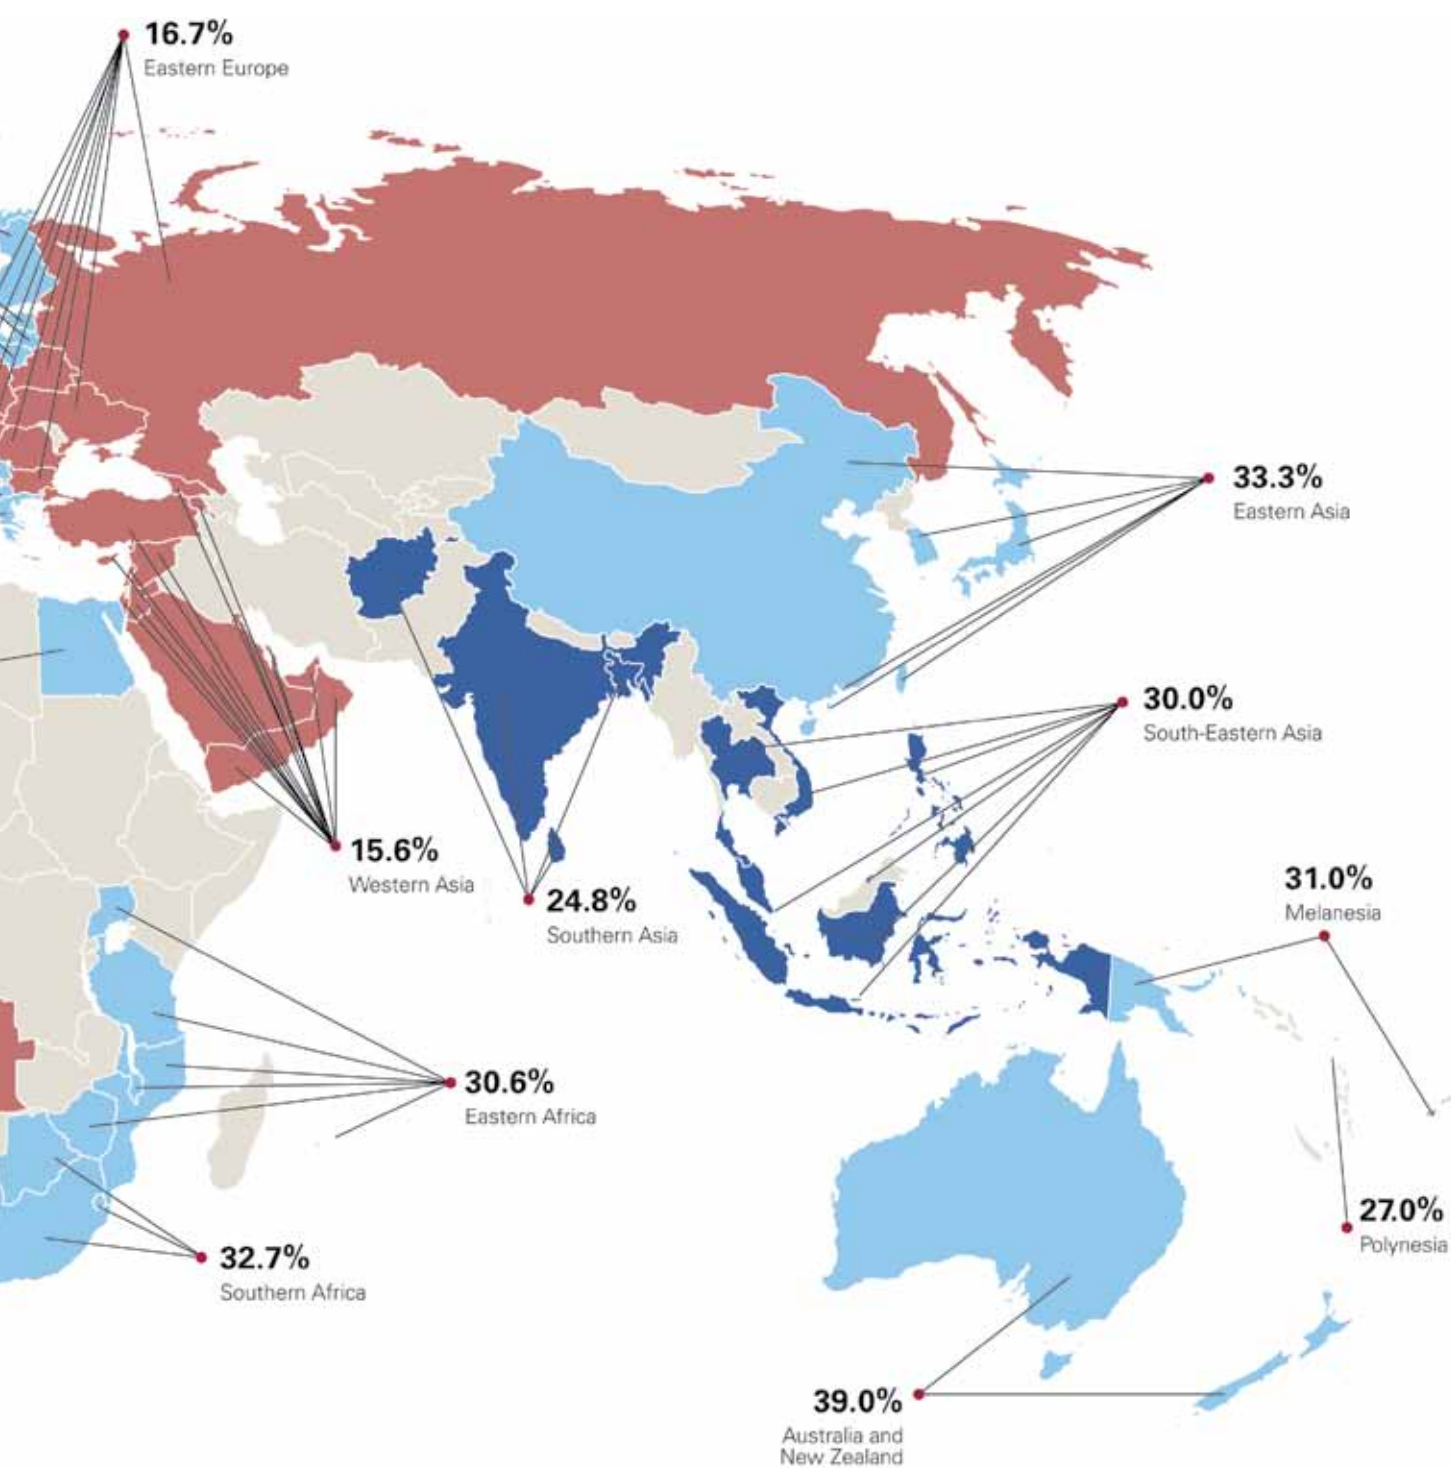 16.7%
Eastern Europe
33.3%
Eastern Asia
30.0%
South-Eastern Asia
15.6%
Western Asia
24.8%
Southern Asia
31.0%
Melanesia
30.6%
Eastern Africa
27.0%
Polynesia
32.7%
Southern Africa
39.0%
Australia and
New Zealand